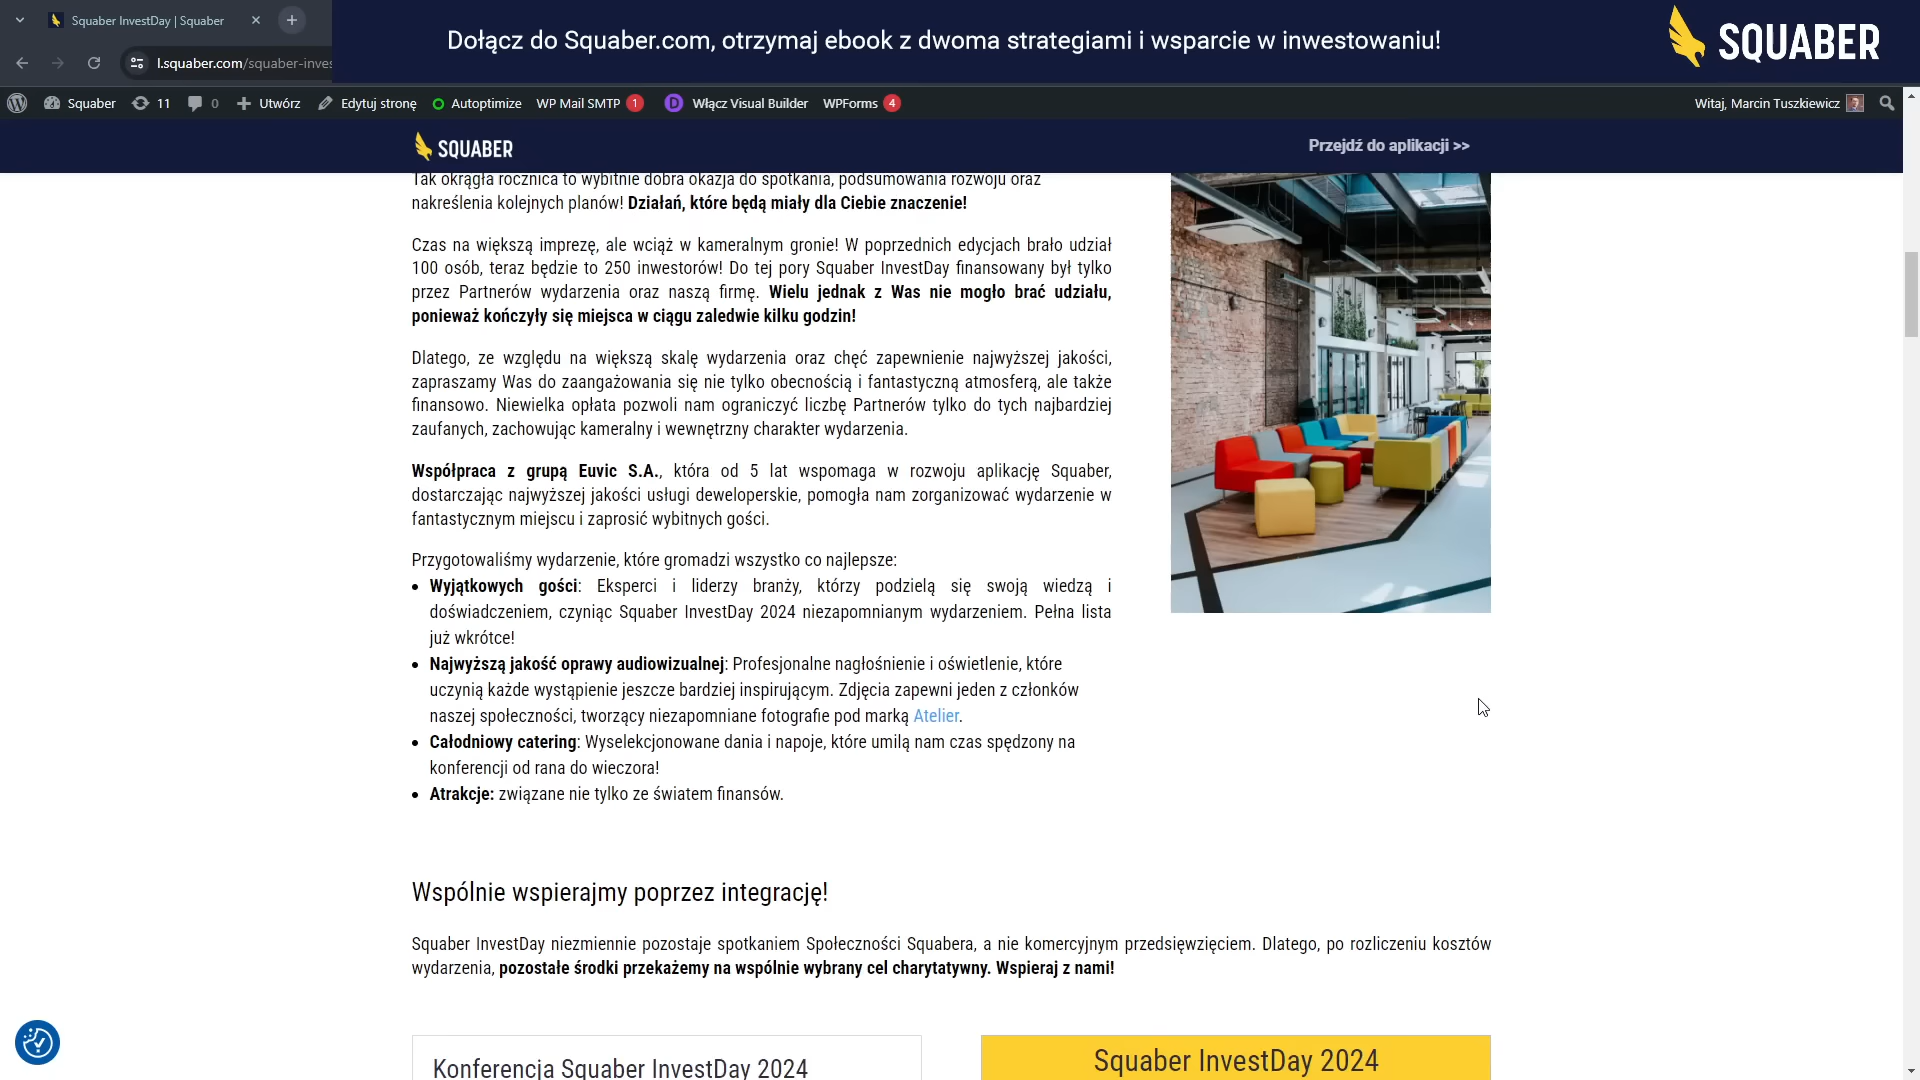 Squaber InvestDay | Squaber
Dołącz do Squaber.com, otrzymaj ebook z dwoma strategiami i wsparcie w inwestowaniu!
SQUABER
l.squaber.com/squaber-inves
Squaber 11 0 Utwórz Edytuj stronę Autoptimize WP Mail SMTP 1 Włącz Visual Builder WPForms 4 Witaj, Marcin Tuszkiewicz
SQUABER
Przejdź do aplikacji >>
Tak okrągła rocznica to wybitnie dobra okazja do spotkania, podsumowania rozwoju oraz
nakreślenia kolejnych planów! Działań, które będą miały dla Ciebie znaczenie!
Czas na większą imprezę, ale wciąż w kameralnym gronie! W poprzednich edycjach brało udział
100 osób, teraz będzie to 250 inwestorów! Do tej pory Squaber InvestDay finansowany był tylko
przez Partnerów wydarzenia oraz naszą firmę. Wielu jednak z Was nie mogło brać udziału,
ponieważ kończyły się miejsca w ciągu zaledwie kilku godzin!
Dlatego, ze względu na większą skalę wydarzenia oraz chęć zapewnienie najwyższej jakości,
zapraszamy Was do zaangażowania się nie tylko obecnością i fantastyczną atmosferą, ale także
finansowo. Niewielka opłata pozwoli nam ograniczyć liczbę Partnerów tylko do tych najbardziej
zaufanych, zachowując kameralny i wewnętrzny charakter wydarzenia.
Współpraca z grupą Euvic S.A., która od 5 lat wspomaga w rozwoju aplikację Squaber,
dostarczając najwyższej jakości usługi deweloperskie, pomogła nam zorganizować wydarzenie w
fantastycznym miejscu i zaprosić wybitnych gości.
Przygotowaliśmy wydarzenie, które gromadzi wszystko co najlepsze:
Wyjątkowych gości: Eksperci i liderzy branży, którzy podzielą się swoją wiedzą i
doświadczeniem, czyniąc Squaber InvestDay 2024 niezapomnianym wydarzeniem. Pełna lista
już wkrótce!
Najwyższą jakość oprawy audiowizualnej: Profesjonalne nagłośnienie i oświetlenie, które
uczynią każde wystąpienie jeszcze bardziej inspirującym. Zdjęcia zapewni jeden z członków
naszej społeczności, tworzący niezapomniane fotografie pod marką Atelier.
Całodniowy catering: Wyselekcjonowane dania i napoje, które umilą nam czas spędzony na
konferencji od rana do wieczora!
Atrakcje: związane nie tylko ze światem finansów.
Wspólnie wspierajmy poprzez integrację!
Squaber InvestDay niezmiennie pozostaje spotkaniem Społeczności Squabera, a nie komercyjnym przedsięwzięciem. Dlatego, po rozliczeniu kosztów
wydarzenia, pozostałe środki przekażemy na wspólnie wybrany cel charytatywny. Wspieraj z nami!
Konferencja Squaber InvestDay 2024
Squaber InvestDay 2024